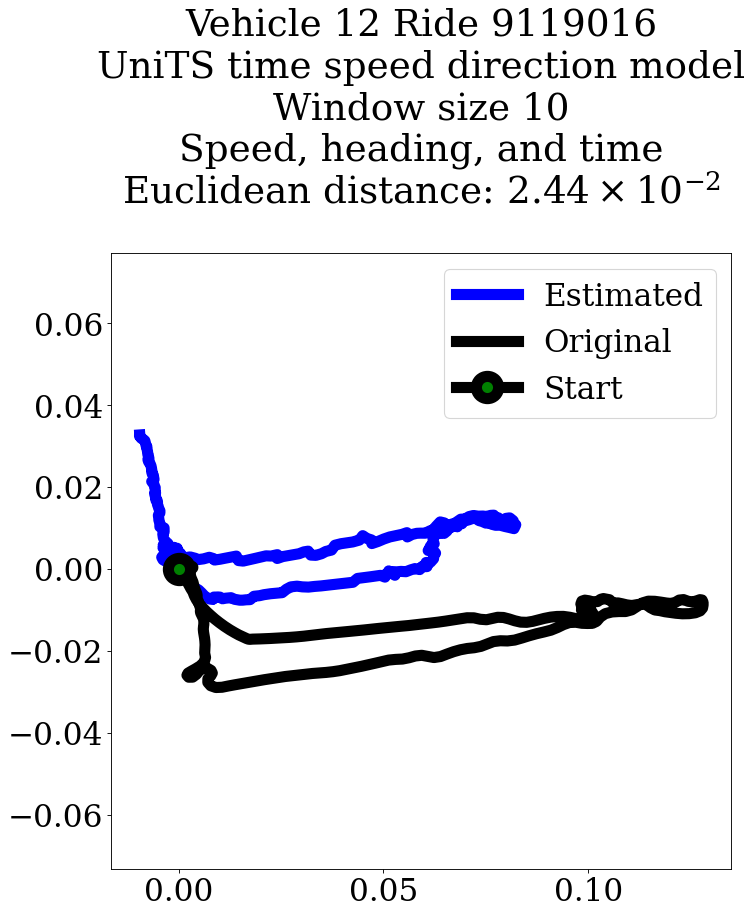 Vehicle 12 Ride 9119016
UniTS time speed direction model
Window size 10
Speed, heading, and time
Euclidean distance: 2.44 × 10⁻²
Estimated
Original
Start
0.06
0.04
0.02
0.00
−0.02
−0.04
−0.06
0.00 0.05 0.10